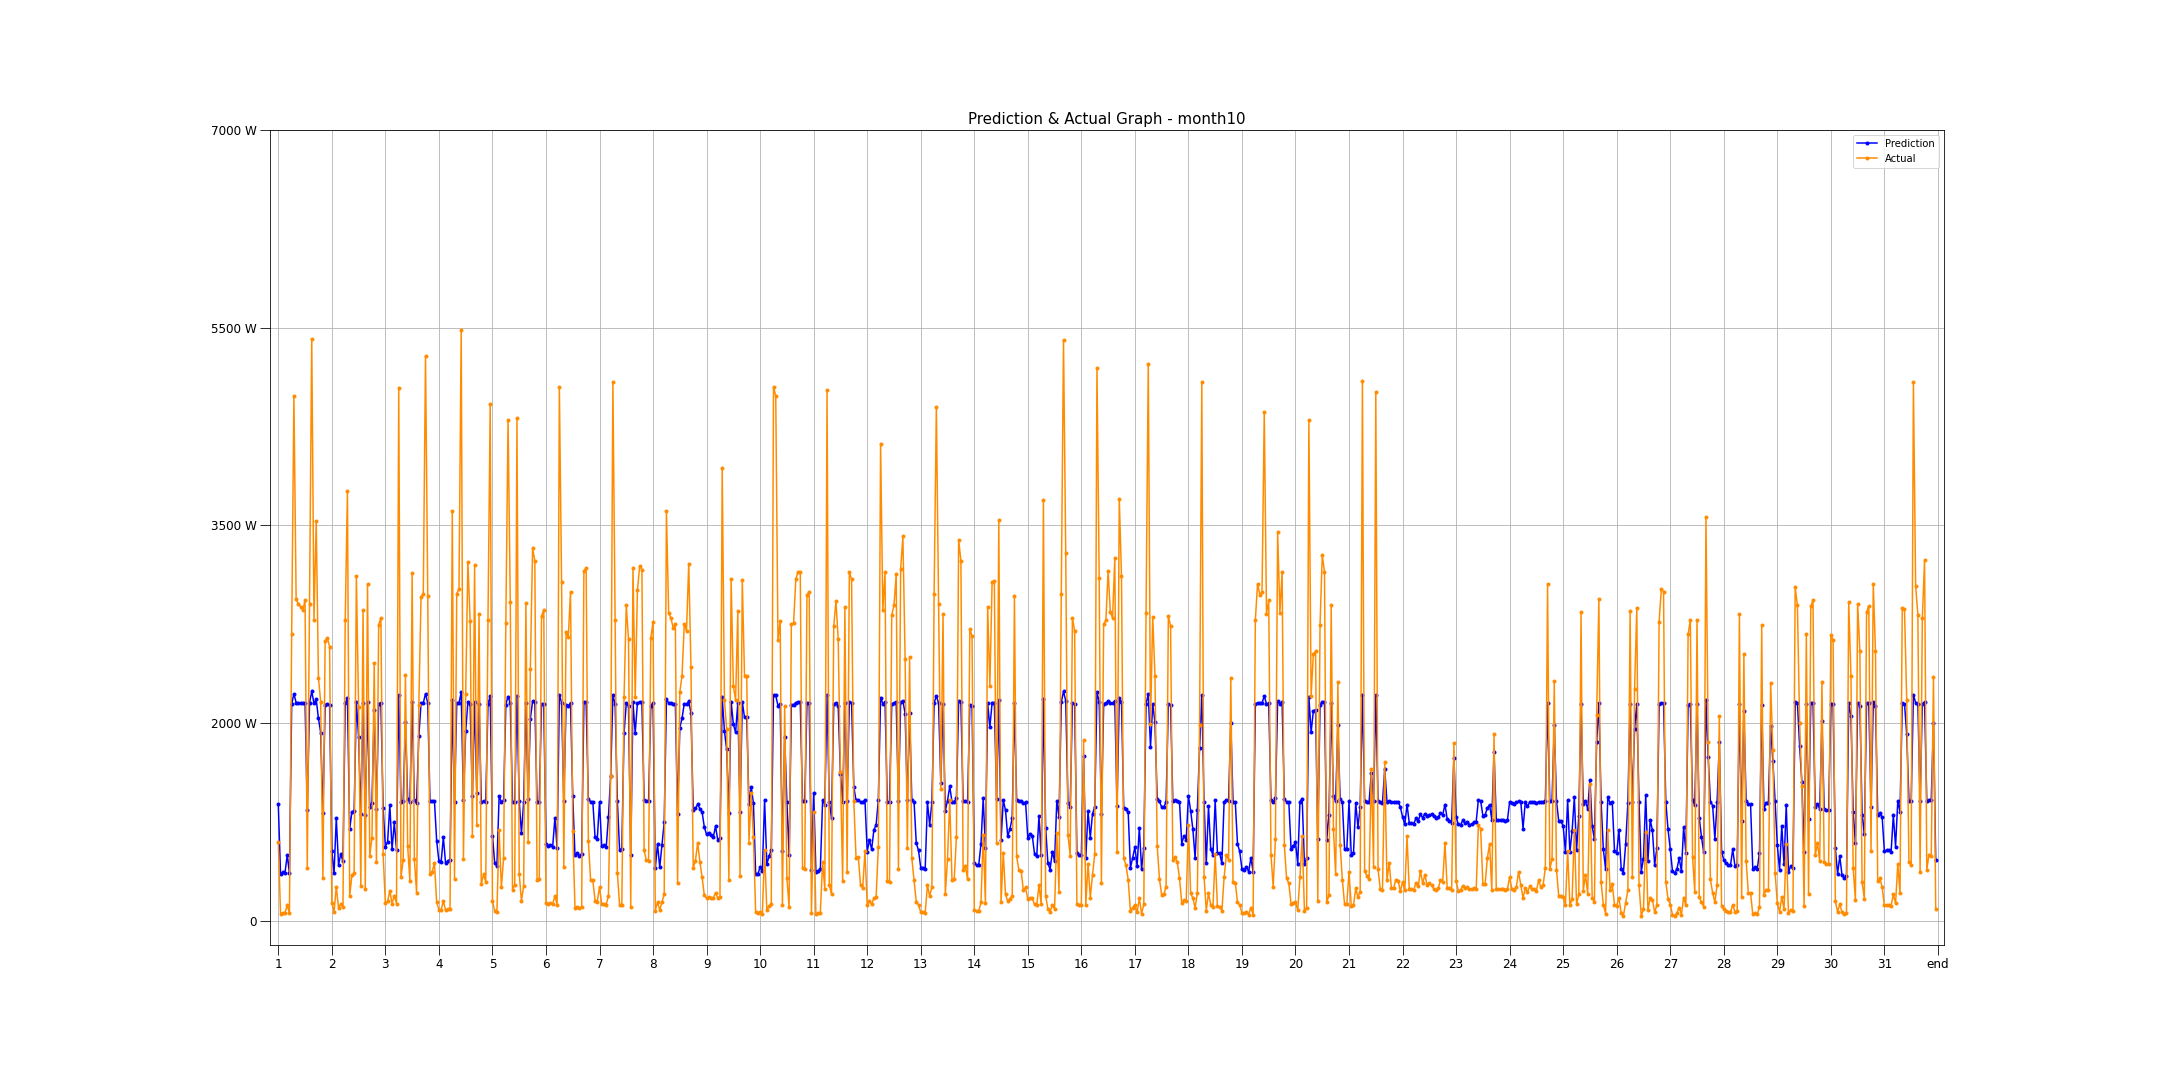 Prediction & Actual Graph - month10
7000 W
5500 W
3500 W
2000 W
0
Prediction
Actual
1 2 3 4 5 6 7 8 9 10 11 12 13 14 15 16 17 18 19 20 21 22 23 24 25 26 27 28 29 30 31 end